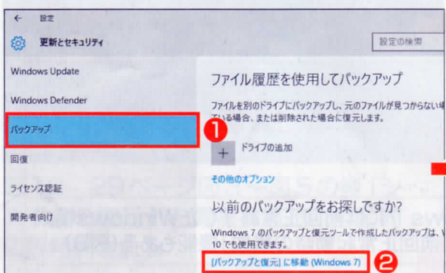 ← 設定
更新とセキュリティ
設定の検索
Windows Update
Windows Defender
バックアップ
回復
ライセンス認証
開発者向け
ファイル履歴を使用してバックアップ
ファイルを別のドライブにバックアップし、元のファイルが見つからない
ている場合、または削除された場合に復元します。
1
+ ドライブの追加
その他のオプション
以前のバックアップをお探しですか?
Windows 7 のバックアップと復元ツールで作成したバックアップは、
10 でも使用できます。
[バックアップと復元] に移動 (Windows 7)
2